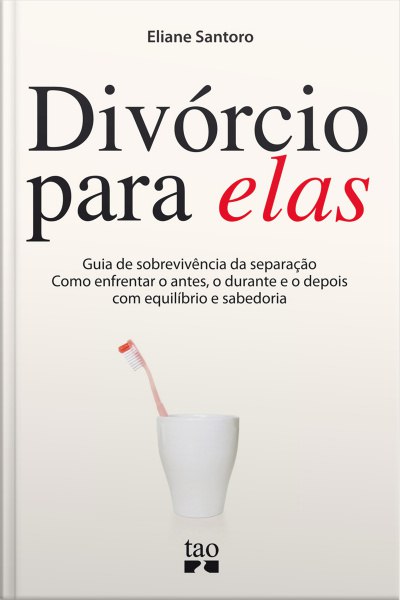 Eliane Santoro
Divórcio
para elas
Guia de sobrevivência da separação
Como enfrentar o antes, o durante e o depois
com equilíbrio e sabedoria
tao